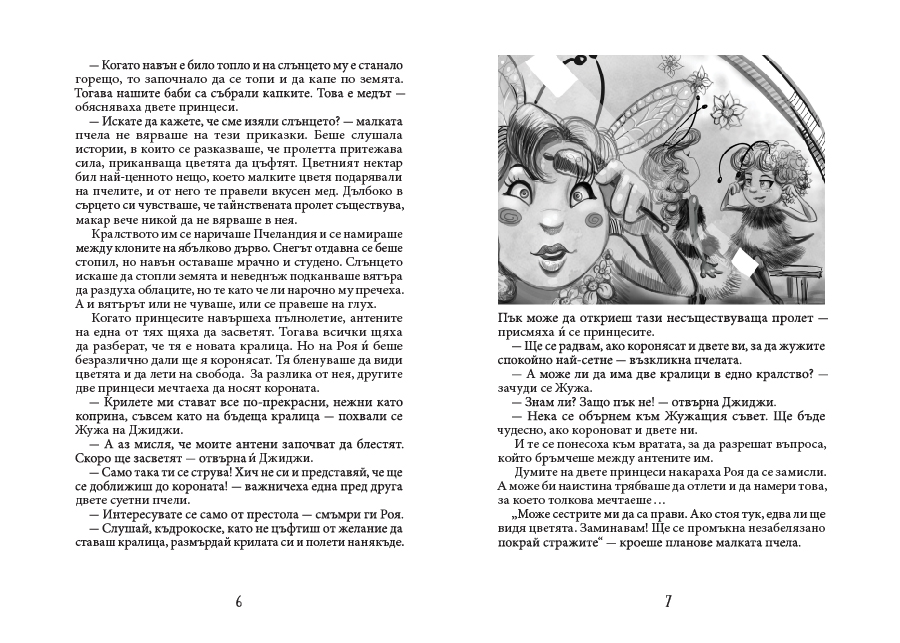 — Когато навън е било топло и на слънцето му е станало
горещо, то започнало да се топи и да капе по земята.
Тогава нашите баби са събрали капките. Това е медът —
обясняваха двете принцеси.
— Искате да кажете, че сме изяли слънцето? — малката
пчела не вярваше на тези приказки. Беше слушала
истории, в които се разказваше, че пролетта притежава
сила, приканваща цветята да цъфтят. Цветният нектар
бил най-ценното нещо, което малките цветя подарявали
на пчелите, и от него те правели вкусен мед. Дълбоко в
сърцето си чувстваше, че тайнствената пролет съществува,
макар вече никой да не вярваше в нея.
Кралството им се наричаше Пчеландия и се намираше
между клоните на ябълково дърво. Снегът отдавна се беше
стопил, но навън оставаше мрачно и студено. Слънцето
искаше да стопли земята и неведнъж подканваше вятъра
да раздуха облаците, но те като че ли нарочно му пречеха.
А и вятърът или не чуваше, или се правеше на глух.
Когато принцесите навършеха пълнолетие, антените
на една от тях щяха да засветят. Тогава всички щяха
да разберат, че тя е новата кралица. Но на Роя ѝ беше
безразлично дали ще я коронясат. Тя бленуваше да види
цветята и да лети на свобода. За разлика от нея, другите
две принцеси мечтаеха да носят короната.
— Крилете ми стават все по-прекрасни, нежни като
коприна, съвсем като на бъдеща кралица — похвали се
Жужа на Джиджи.
— А аз мисля, че моите антени започват да блестят.
Скоро ще засветят — отвърна ѝ Джиджи.
— Само така ти се струва! Хич не си и представяй, че ще
се доближиш до короната! — важничеха една пред друга
двете суетни пчели.
— Интересувате се само от престола — смъмри ги Роя.
— Слушай, къдрокоске, като не цъфтиш от желание да
ставаш кралица, размърдай крилата си и полети нанякъде.
6
Пък може да откриеш тази несъществуваща пролет —
присмяха ѝ се принцесите.
— Ще се радвам, ако коронясат и двете ви, за да жужите
спокойно най-сетне — възкликна пчелата.
— А може ли да има две кралици в едно кралство? —
зачуди се Жужа.
— Знам ли? Защо пък не! — отвърна Джиджи.
— Нека се обърнем към Жужащия съвет. Ще бъде
чудесно, ако короноват и двете ни.
И те се понесоха към вратата, за да разрешат въпроса,
който бръмчеше между антените им.
Думите на двете принцеси накараха Роя да се замисли.
А може би наистина трябваше да отлети и да намери това,
за което толкова мечтаеше…
„Може сестрите ми да са прави. Ако стоя тук, едва ли ще
видя цветята. Заминавам! Ще се промъкна незабелязано
покрай стражите“ — кроеше планове малката пчела.
7